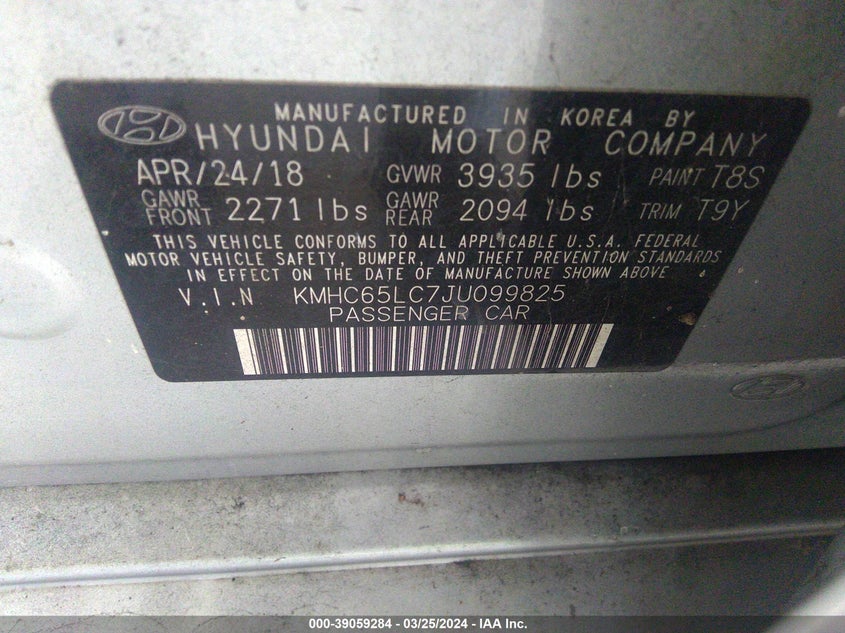 MANUFACTURED IN KOREA BY
HYUNDAI MOTOR COMPANY
APR/24/18 GVWR 3935 lbs PAINT T8S
GAWR FRONT 2271 lbs GAWR REAR 2094 lbs TRIM T9Y
THIS VEHICLE CONFORMS TO ALL APPLICABLE U.S.A. FEDERAL
MOTOR VEHICLE SAFETY, BUMPER, AND THEFT PREVENTION STANDARDS
IN EFFECT ON THE DATE OF MANUFACTURE SHOWN ABOVE
V.I.N KMHC65LC7JU099825
PASSENGER CAR
000-39059284 - 03/25/2024 - IAA Inc.